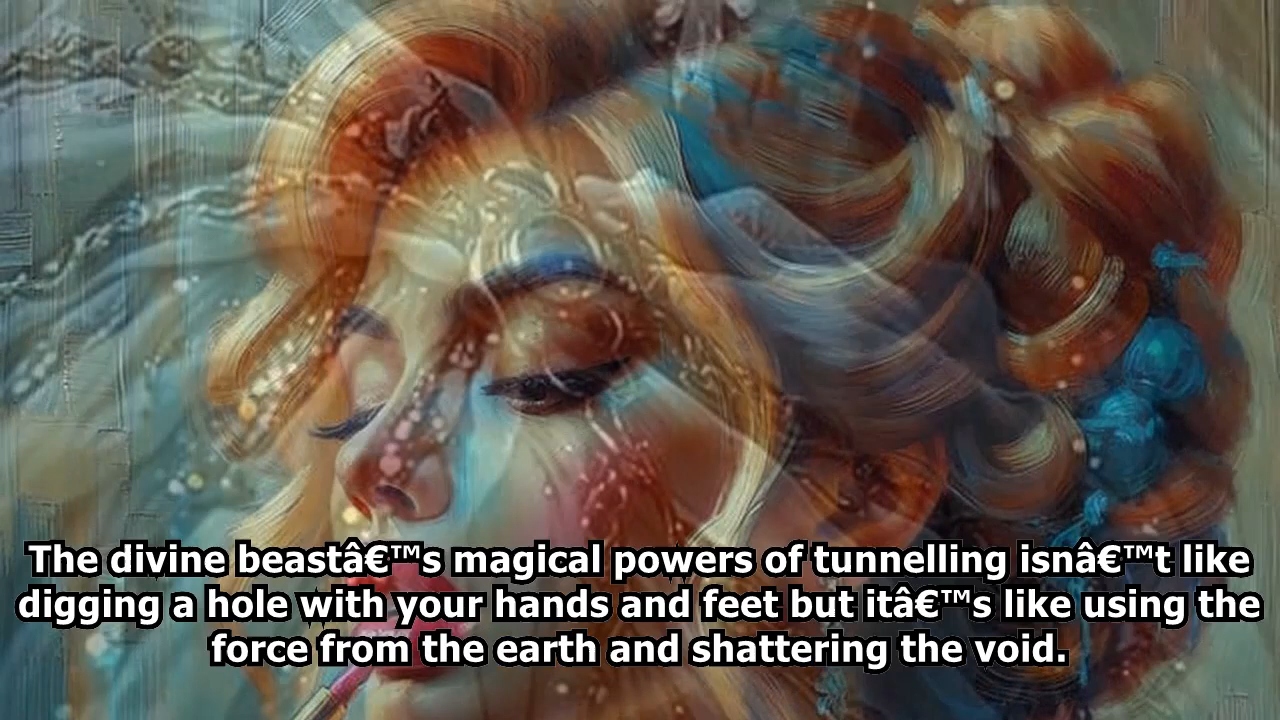 The divine beastâ€™s magical powers of tunnelling isnâ€™t like
digging a hole with your hands and feet but itâ€™s like using the
force from the earth and shattering the void.